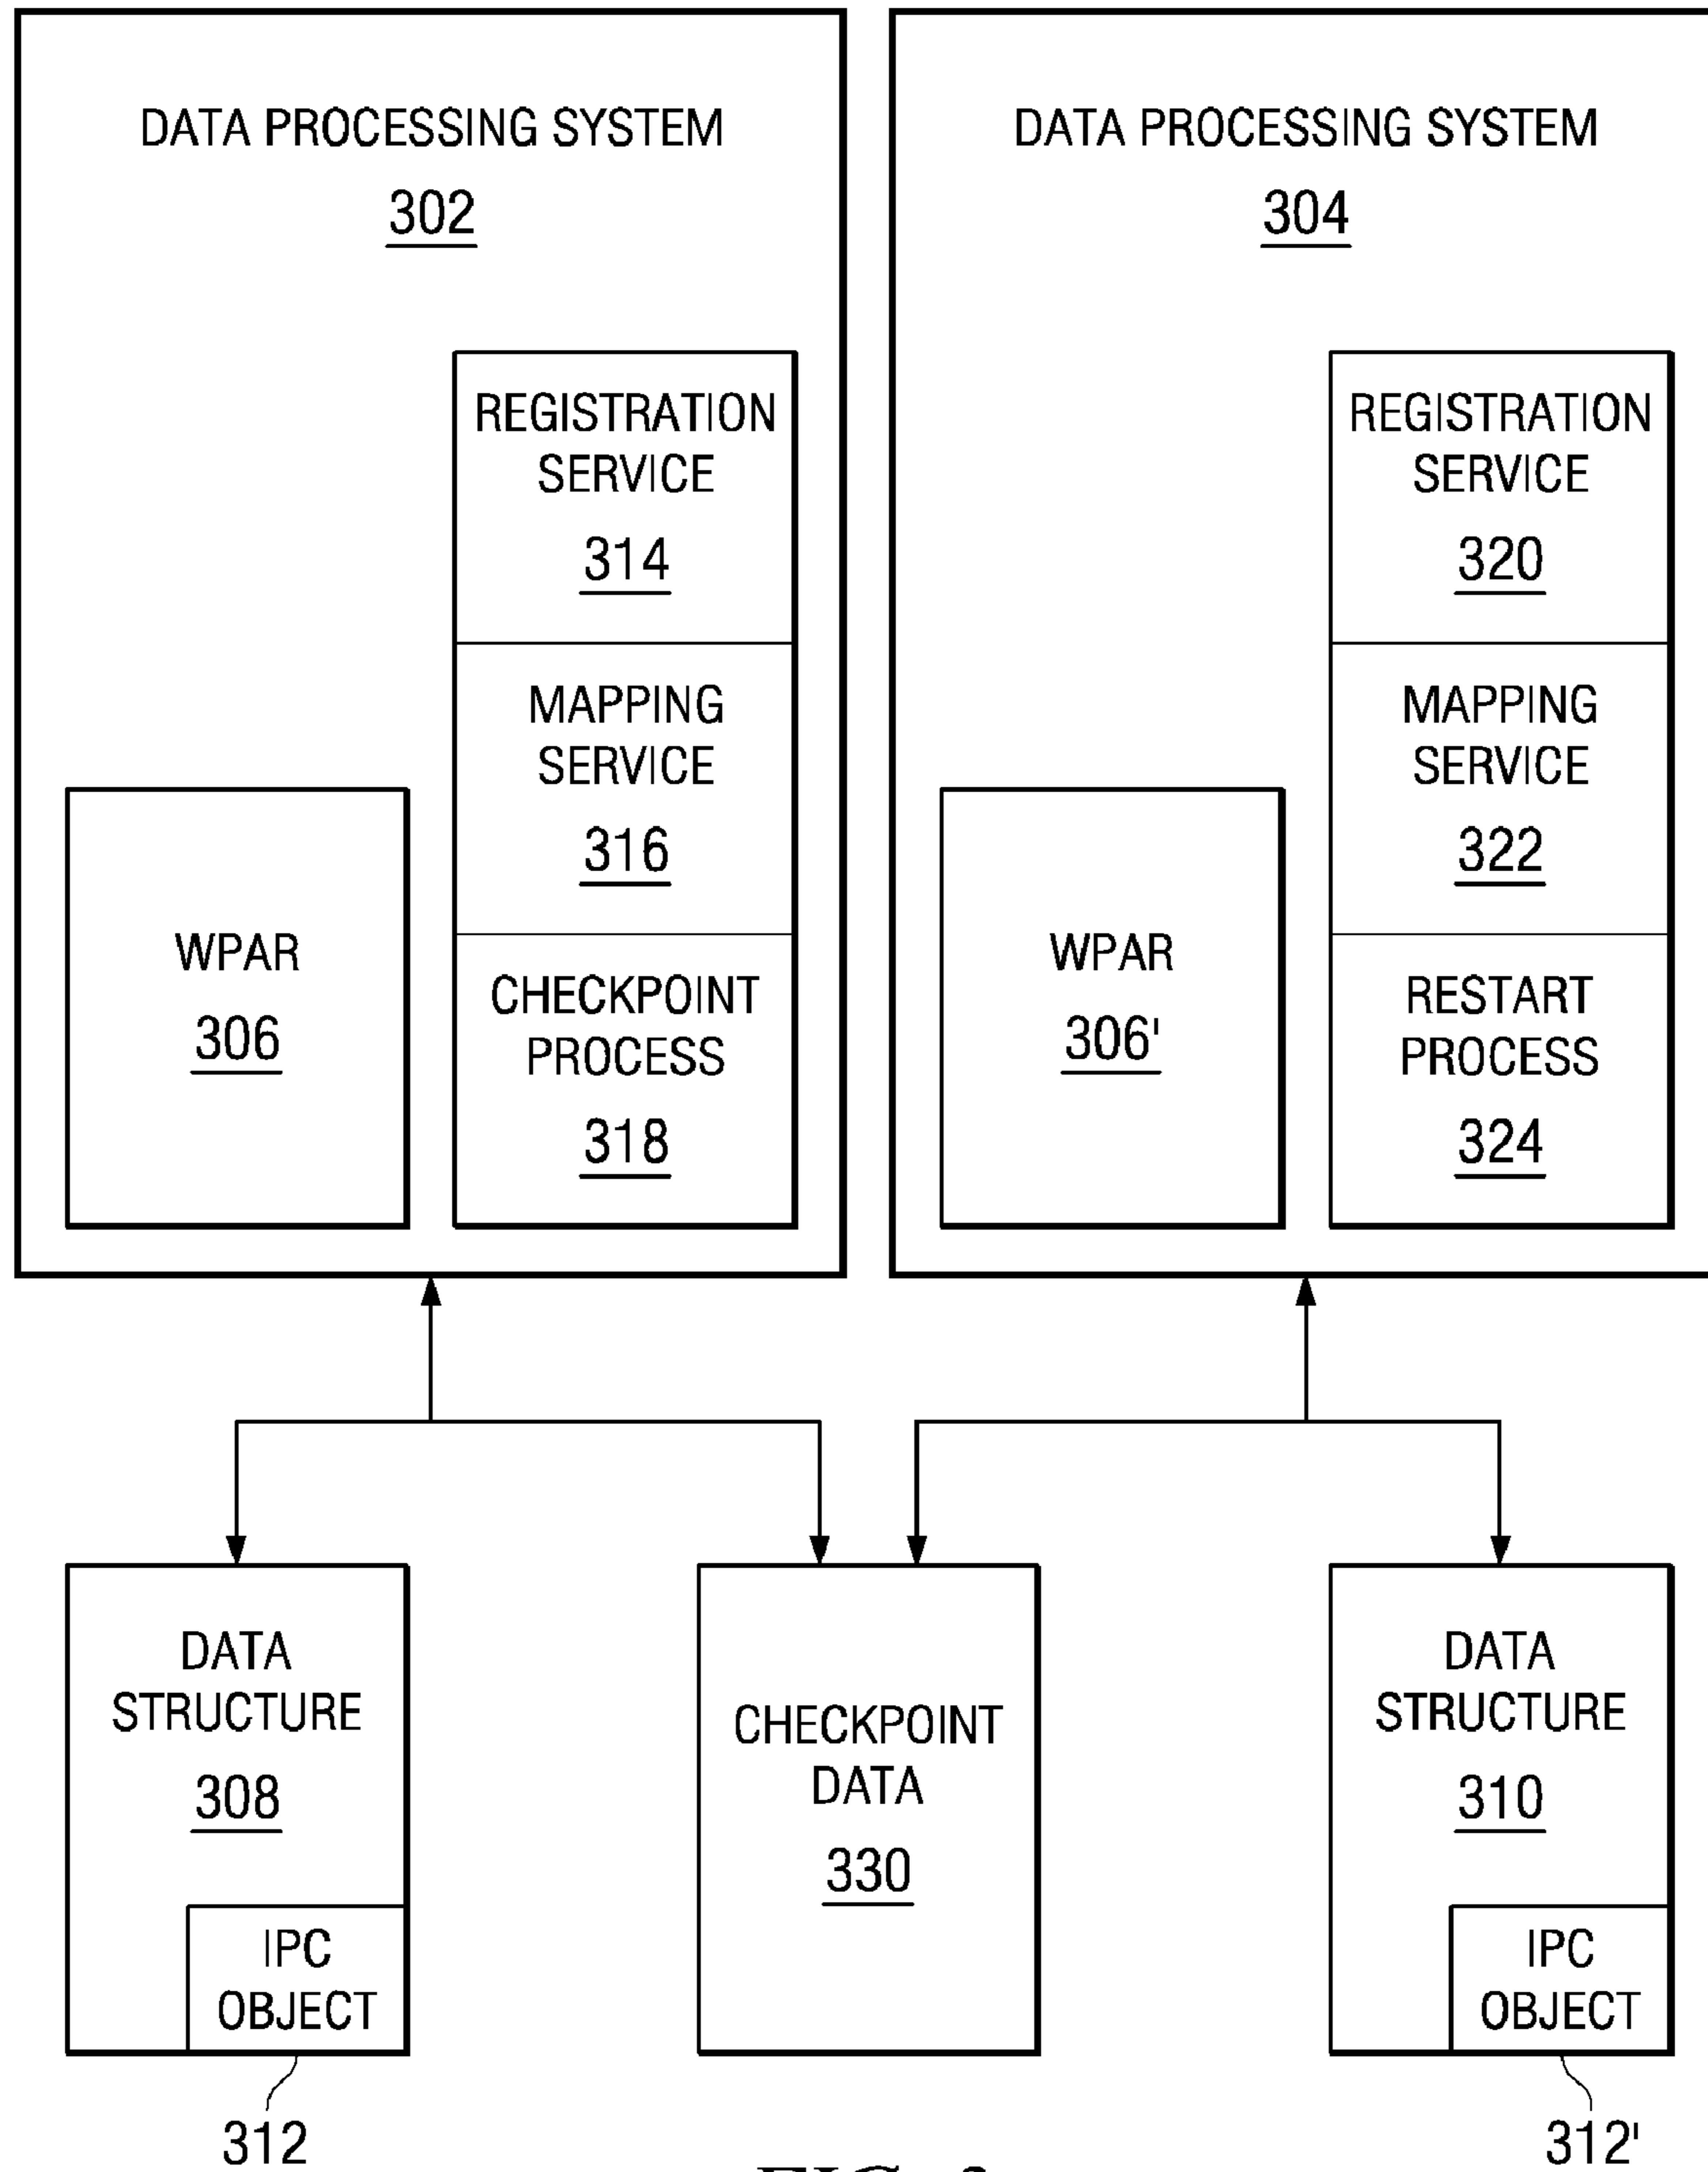 DATA PROCESSING SYSTEM
302
REGISTRATION
SERVICE
314
MAPPING
SERVICE
316
CHECKPOINT
PROCESS
318
WPAR
306
DATA PROCESSING SYSTEM
304
REGISTRATION
SERVICE
320
MAPPING
SERVICE
322
RESTART
PROCESS
324
WPAR
306'
DATA
STRUCTURE
308
IPC
OBJECT
312
CHECKPOINT
DATA
330
DATA
STRUCTURE
310
IPC
OBJECT
312'